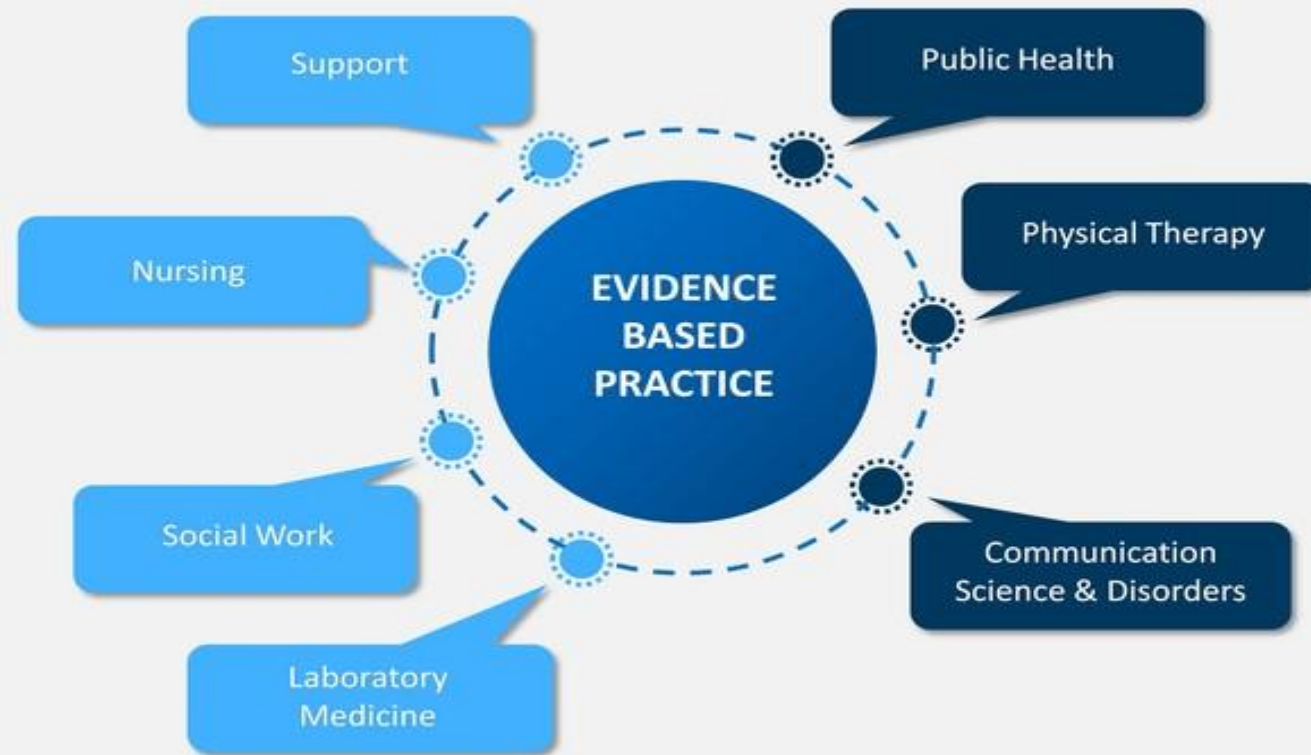 Support
Public Health
Nursing
Physical Therapy
EVIDENCE
BASED
PRACTICE
Social Work
Communication
Science & Disorders
Laboratory
Medicine